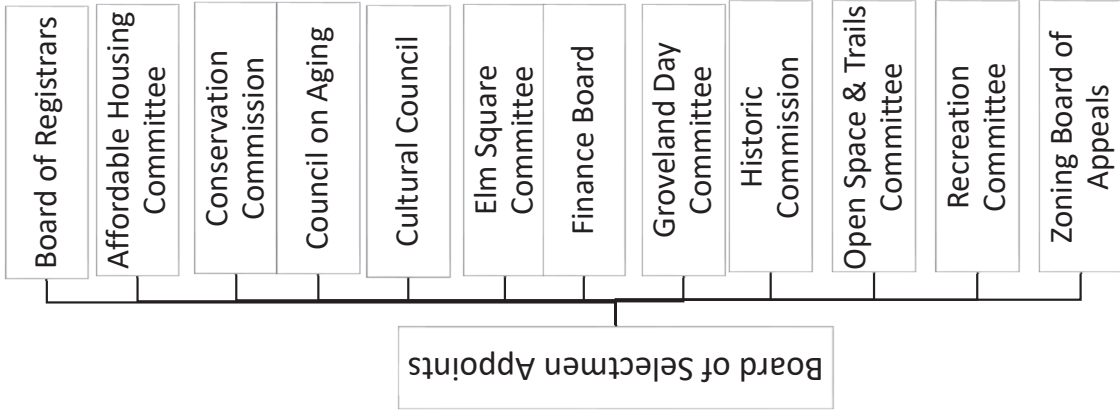 Board of Selectmen Appoints
Board of Registrars
Affordable Housing
Committee
Conservation
Commission
Council on Aging
Cultural Council
Elm Square
Committee
Finance Board
Groveland Day
Committee
Historic
Commission
Open Space & Trails
Committee
Recreation
Committee
Zoning Board of
Appeals